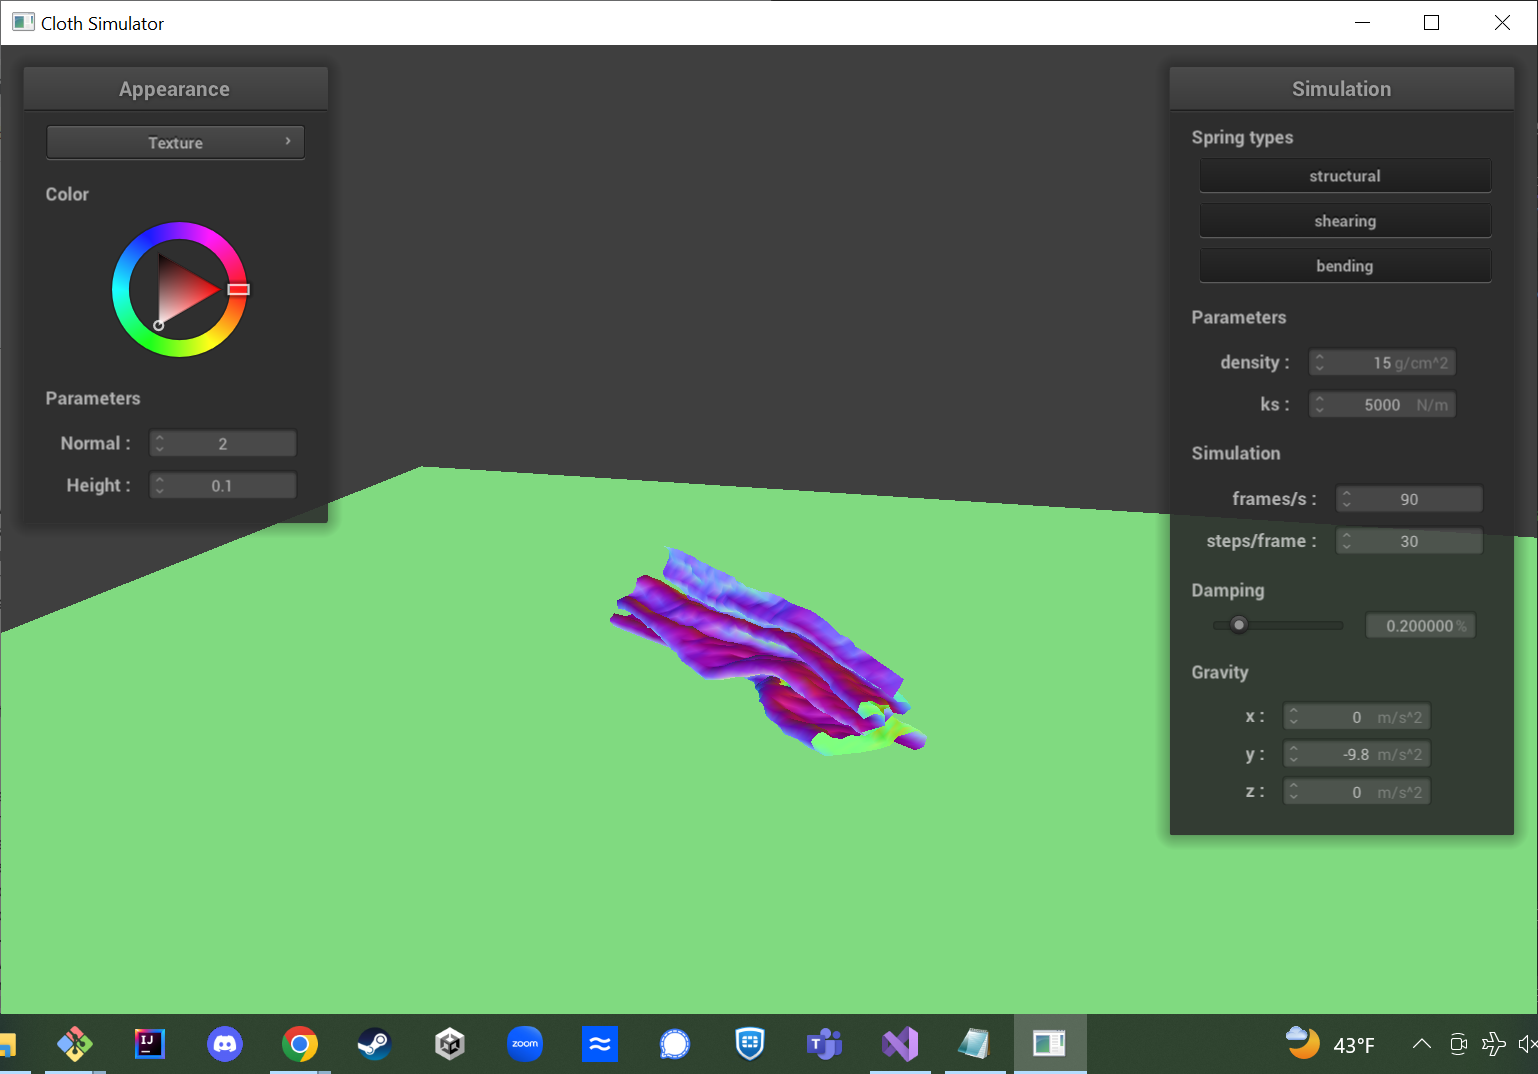 Cloth Simulator
Appearance
Texture
Color
Parameters
Normal : 2
Height : 0.1
Simulation
Spring types
structural
shearing
bending
Parameters
density : 15 g/cm^2
ks : 5000 N/m
Simulation
frames/s : 90
steps/frame : 30
Damping
0.200000 %
Gravity
x : 0 m/s^2
y : -9.8 m/s^2
z : 0 m/s^2
IJ
zoom
T
43°F